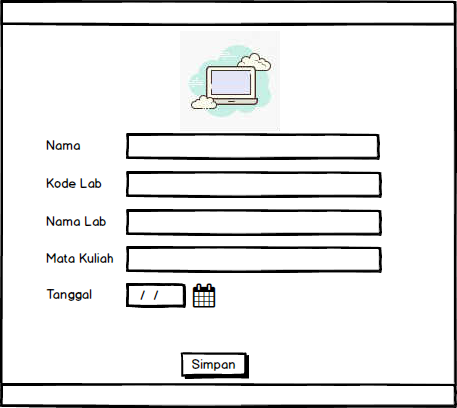 Nama
Kode Lab
Nama Lab
Mata Kuliah
Tanggal / /
Simpan